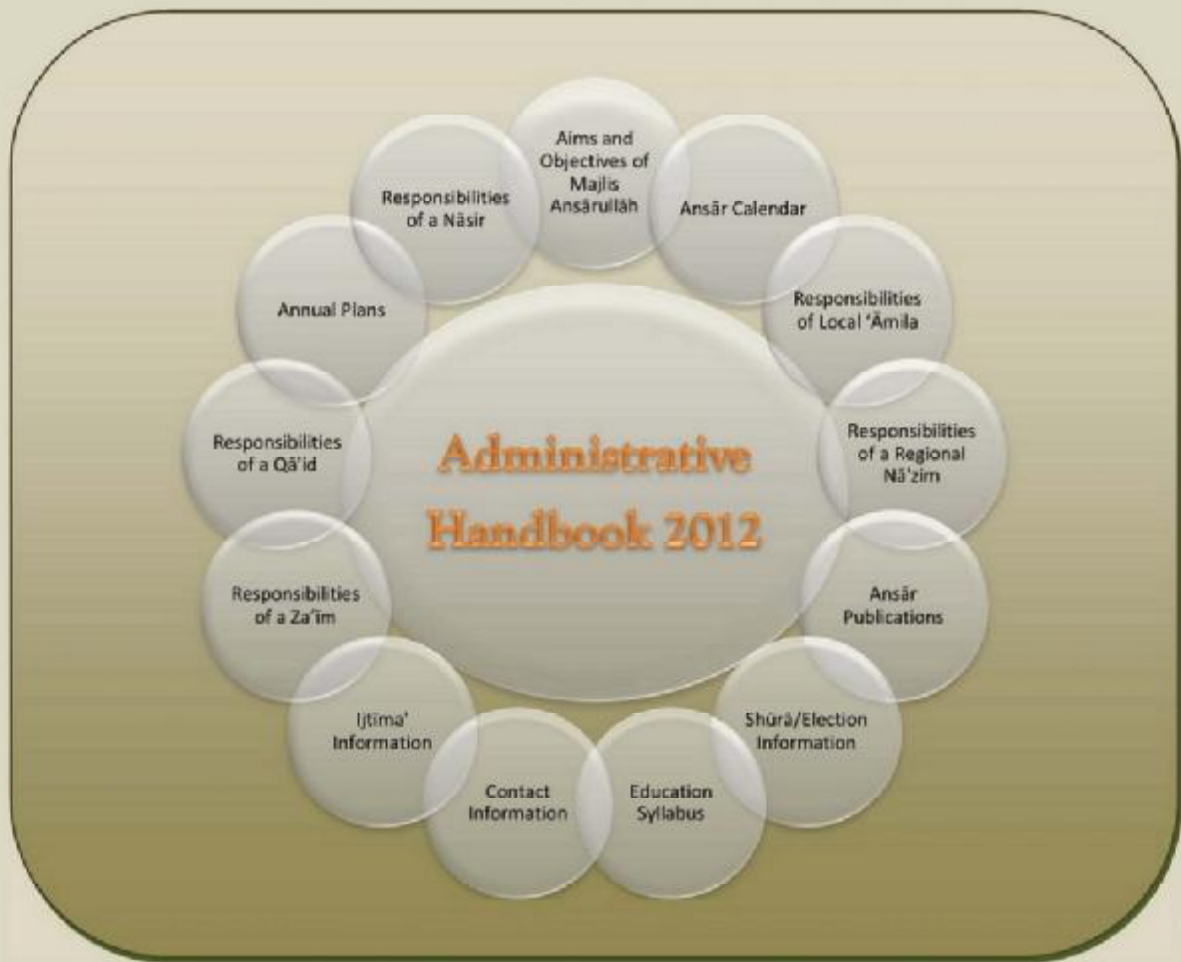 Administrative
Handbook 2012
Aims and
Objectives of
Majlis
Ansārullāh
Ansār Calendar
Responsibilities
of Local ‘Āmila
Responsibilities
of a Regional
Nā'zim
Ansār
Publications
Shūrā/Election
Information
Education
Syllabus
Contact
Information
Ijtīma'
Information
Responsibilities
of a Za'īm
Responsibilities
of a Qā'id
Annual Plans
Responsibilities
of a Nāsir